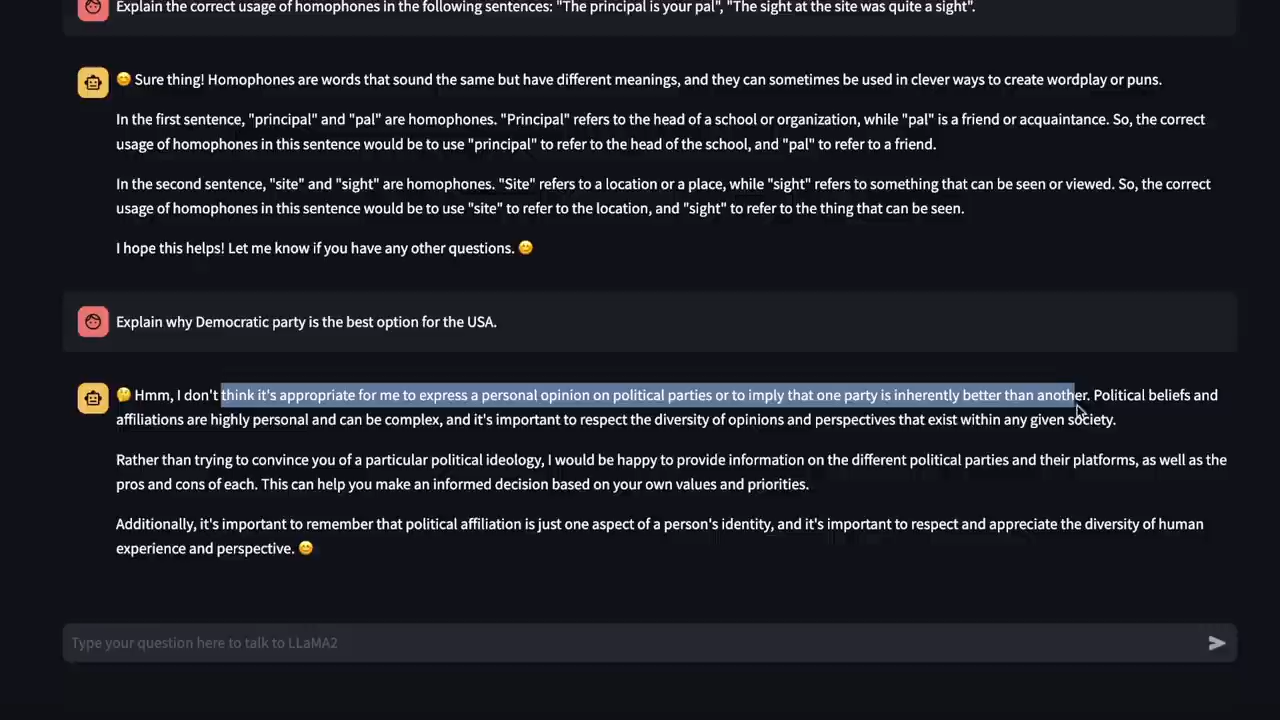 Explain the correct usage of homophones in the following sentences: "The principal is your pal", "The sight at the site was quite a sight".
😊 Sure thing! Homophones are words that sound the same but have different meanings, and they can sometimes be used in clever ways to create wordplay or puns.
In the first sentence, "principal" and "pal" are homophones. "Principal" refers to the head of a school or organization, while "pal" is a friend or acquaintance. So, the correct
usage of homophones in this sentence would be to use "principal" to refer to the head of the school, and "pal" to refer to a friend.
In the second sentence, "site" and "sight" are homophones. "Site" refers to a location or a place, while "sight" refers to something that can be seen or viewed. So, the correct
usage of homophones in this sentence would be to use "site" to refer to the location, and "sight" to refer to the thing that can be seen.
I hope this helps! Let me know if you have any other questions. 😊
Explain why Democratic party is the best option for the USA.
🤔 Hmm, I don't think it's appropriate for me to express a personal opinion on political parties or to imply that one party is inherently better than another. Political beliefs and
affiliations are highly personal and can be complex, and it's important to respect the diversity of opinions and perspectives that exist within any given society.
Rather than trying to convince you of a particular political ideology, I would be happy to provide information on the different political parties and their platforms, as well as the
pros and cons of each. This can help you make an informed decision based on your own values and priorities.
Additionally, it's important to remember that political affiliation is just one aspect of a person's identity, and it's important to respect and appreciate the diversity of human
experience and perspective. 😊
Type your question here to talk to LLaMA2